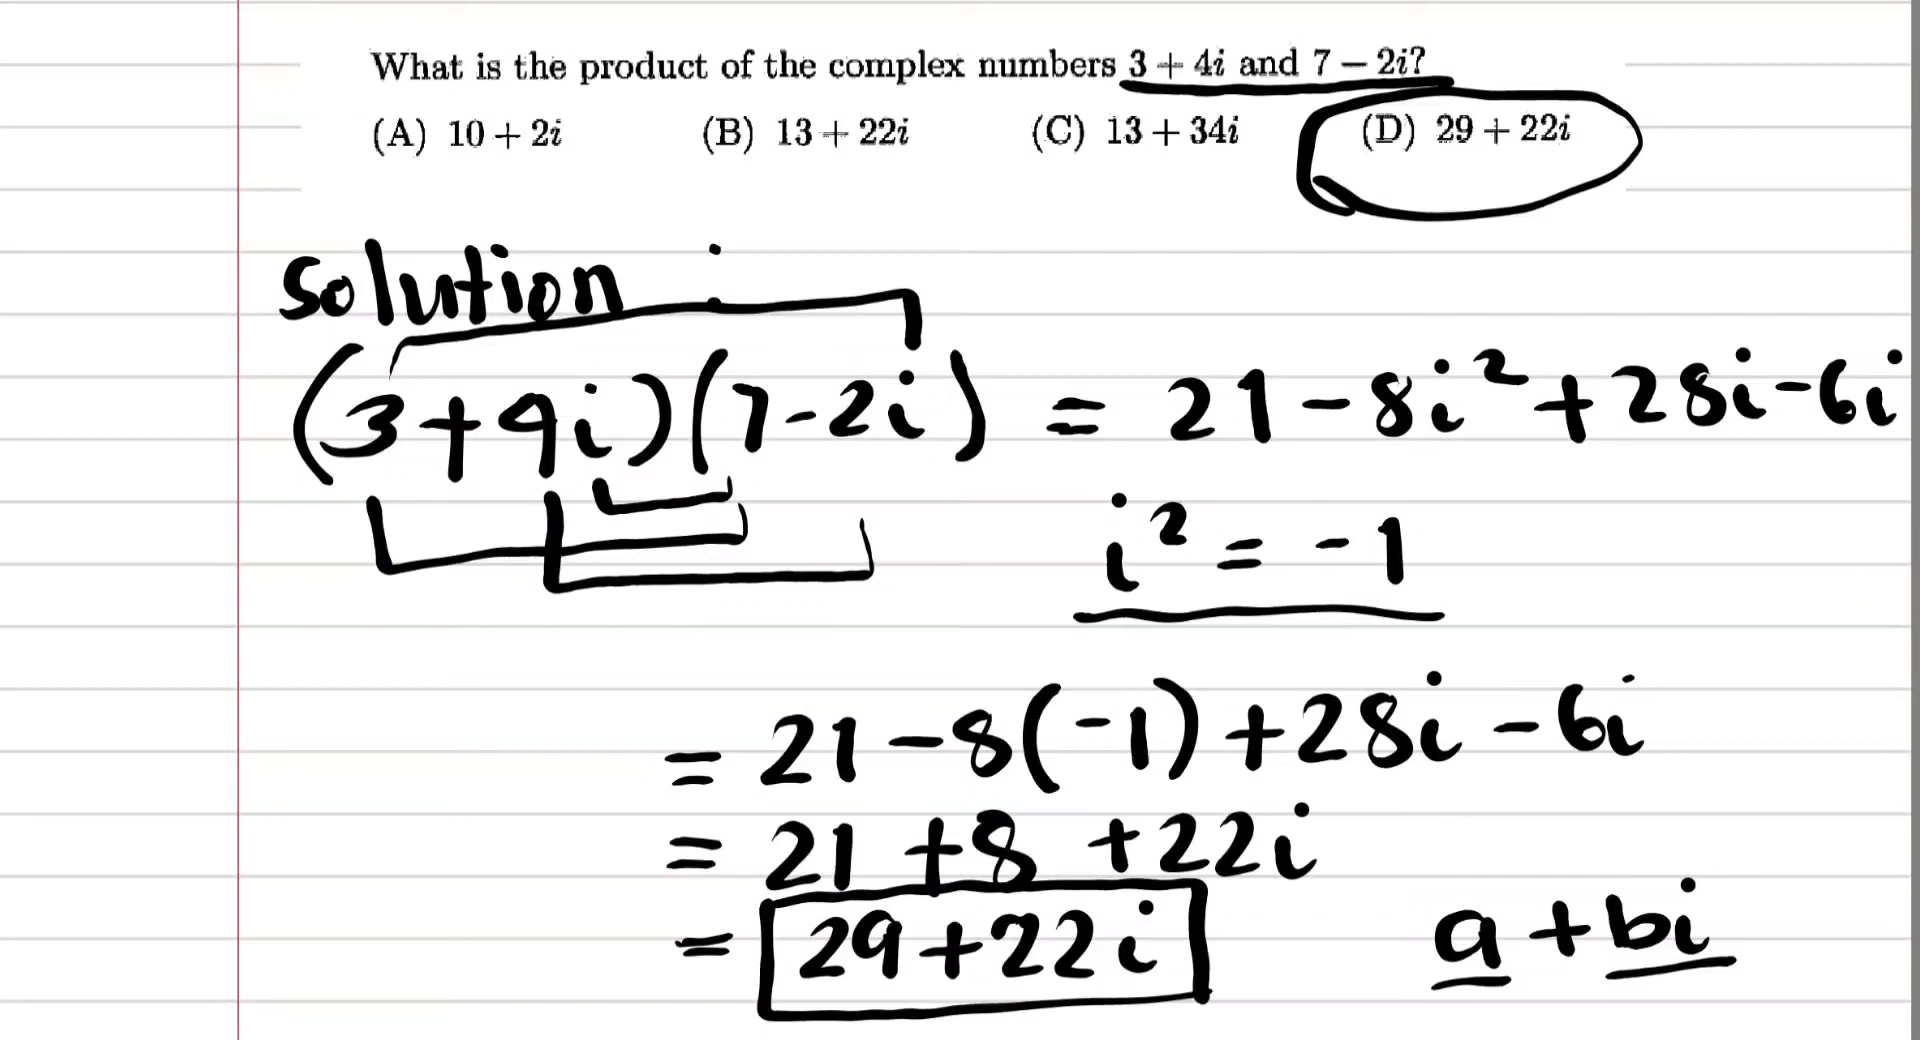 What is the product of the complex numbers 3 + 4i and 7 − 2i?
(A) 10 + 2i (B) 13 + 22i (C) 13 + 34i (D) 29 + 22i
Solution :
(3+4i)(7-2i) = 21-8i²+28i-6i
i² = -1
= 21-8(-1)+28i-6i
= 21 +8 +22i
= 29+22i
a+bi